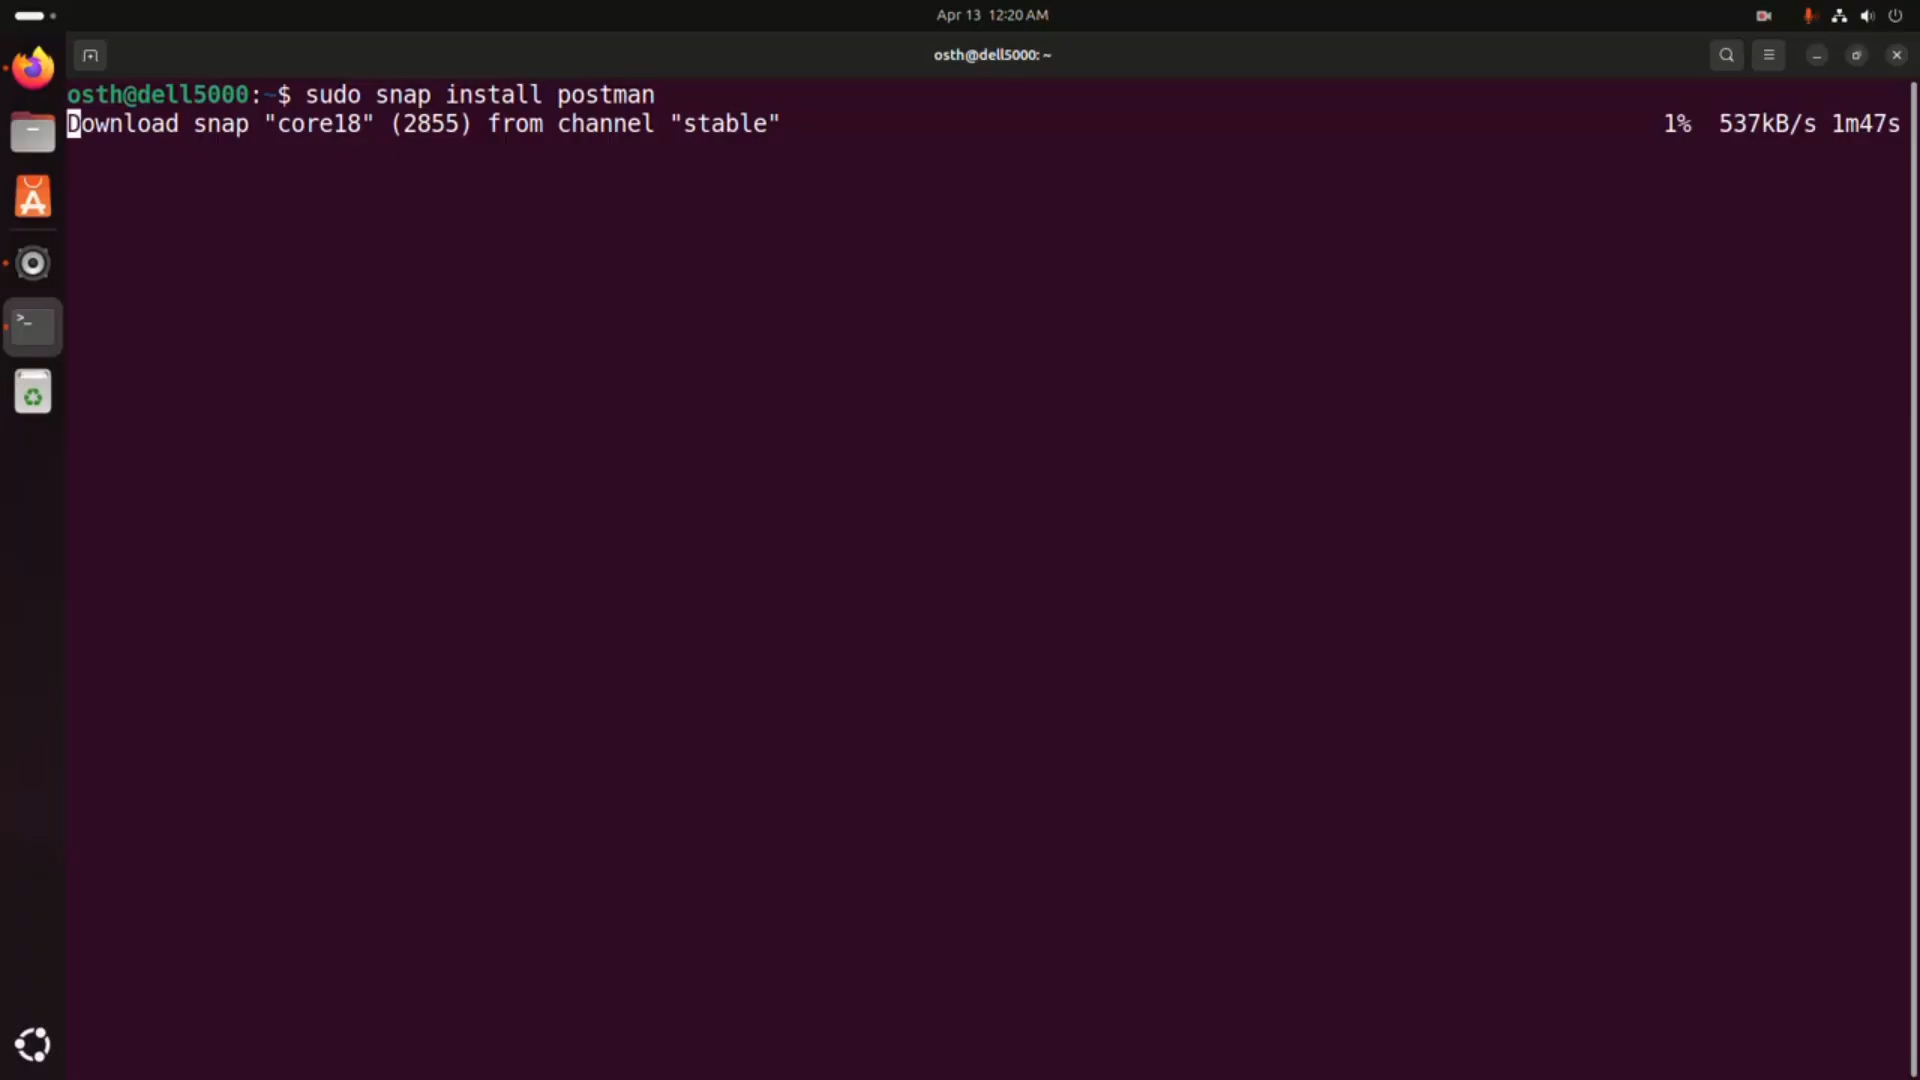 Apr 13 12:20 AM
osth@dell5000: ~
osth@dell5000:~$ sudo snap install postman
Download snap "core18" (2855) from channel "stable" 1% 537kB/s 1m47s